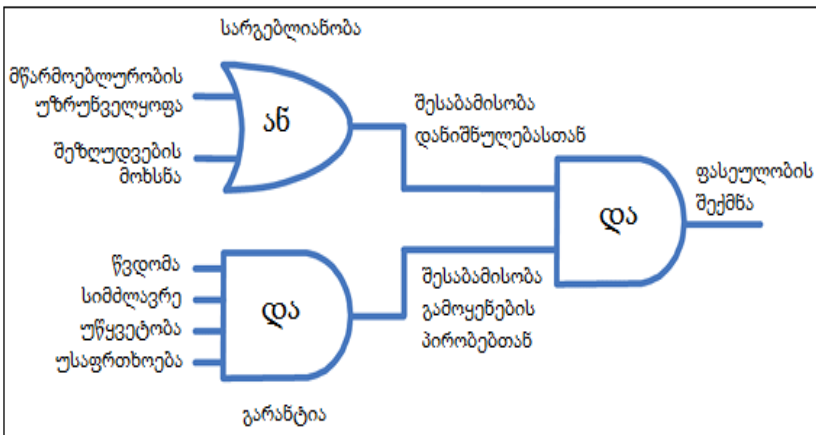 სარგებლიანობა
მწარმოებლურობის
უზრუნველყოფა
შეზღუდვების
მოხსნა
ან
შესაბამისობა
დანიშნულებასთან
წვდომა
სიმძლავრე
უწყვეტობა
უსაფრთხოება
და
გარანტია
შესაბამისობა
გამოყენების
პირობებთან
და
ფასეულობის
შექმნა